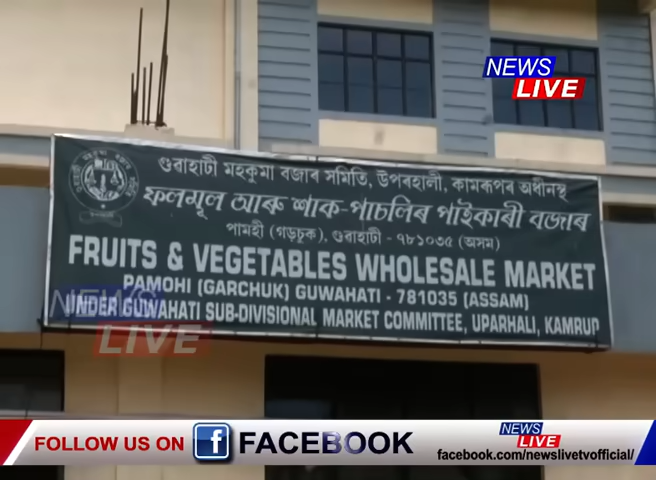 NEWS
LIVE
গুৱাহাটী মহকুমা বজাৰ সমিতি, উপৰহালী, কামৰূপৰ অধীনস্থ
ফলমূল আৰু শাক-পাচলিৰ পাইকাৰী বজাৰ
পামহী (গড়চুক), গুৱাহাটী - ৭৮১০৩৫ (অসম)
FRUITS & VEGETABLES WHOLESALE MARKET
PAMOHI (GARCHUK) GUWAHATI - 781035 (ASSAM)
UNDER GUWAHATI SUB-DIVISIONAL MARKET COMMITTEE, UPARHALI, KAMRUP
NEWS
LIVE
FOLLOW US ON f FACEBOOK
NEWS
LIVE
facebook.com/newslivetvofficial/